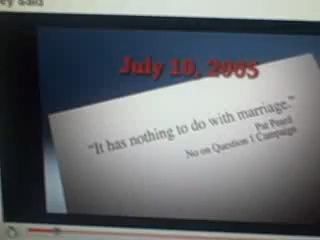 July 10, 2005
“It has nothing to do with marriage.”
Pat Peard
No on Question 1 Campaign